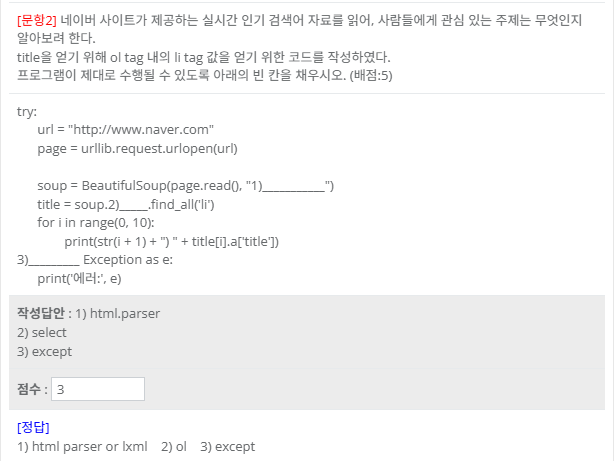 [문항2] 네이버 사이트가 제공하는 실시간 인기 검색어 자료를 읽어, 사람들에게 관심 있는 주제는 무엇인지
알아보려 한다.
title을 얻기 위해 ol tag 내의 li tag 값을 얻기 위한 코드를 작성하였다.
프로그램이 제대로 수행될 수 있도록 아래의 빈 칸을 채우시오. (배점:5)
try:
url = "http://www.naver.com"
page = urllib.request.urlopen(url)
soup = BeautifulSoup(page.read(), "1)___________")
title = soup.2)_____.find_all('li')
for i in range(0, 10):
print(str(i + 1) + ") " + title[i].a['title'])
3)_________ Exception as e:
print('에러:', e)
작성답안 : 1) html.parser
2) select
3) except
점수 : 3
[정답]
1) html parser or lxml 2) ol 3) except